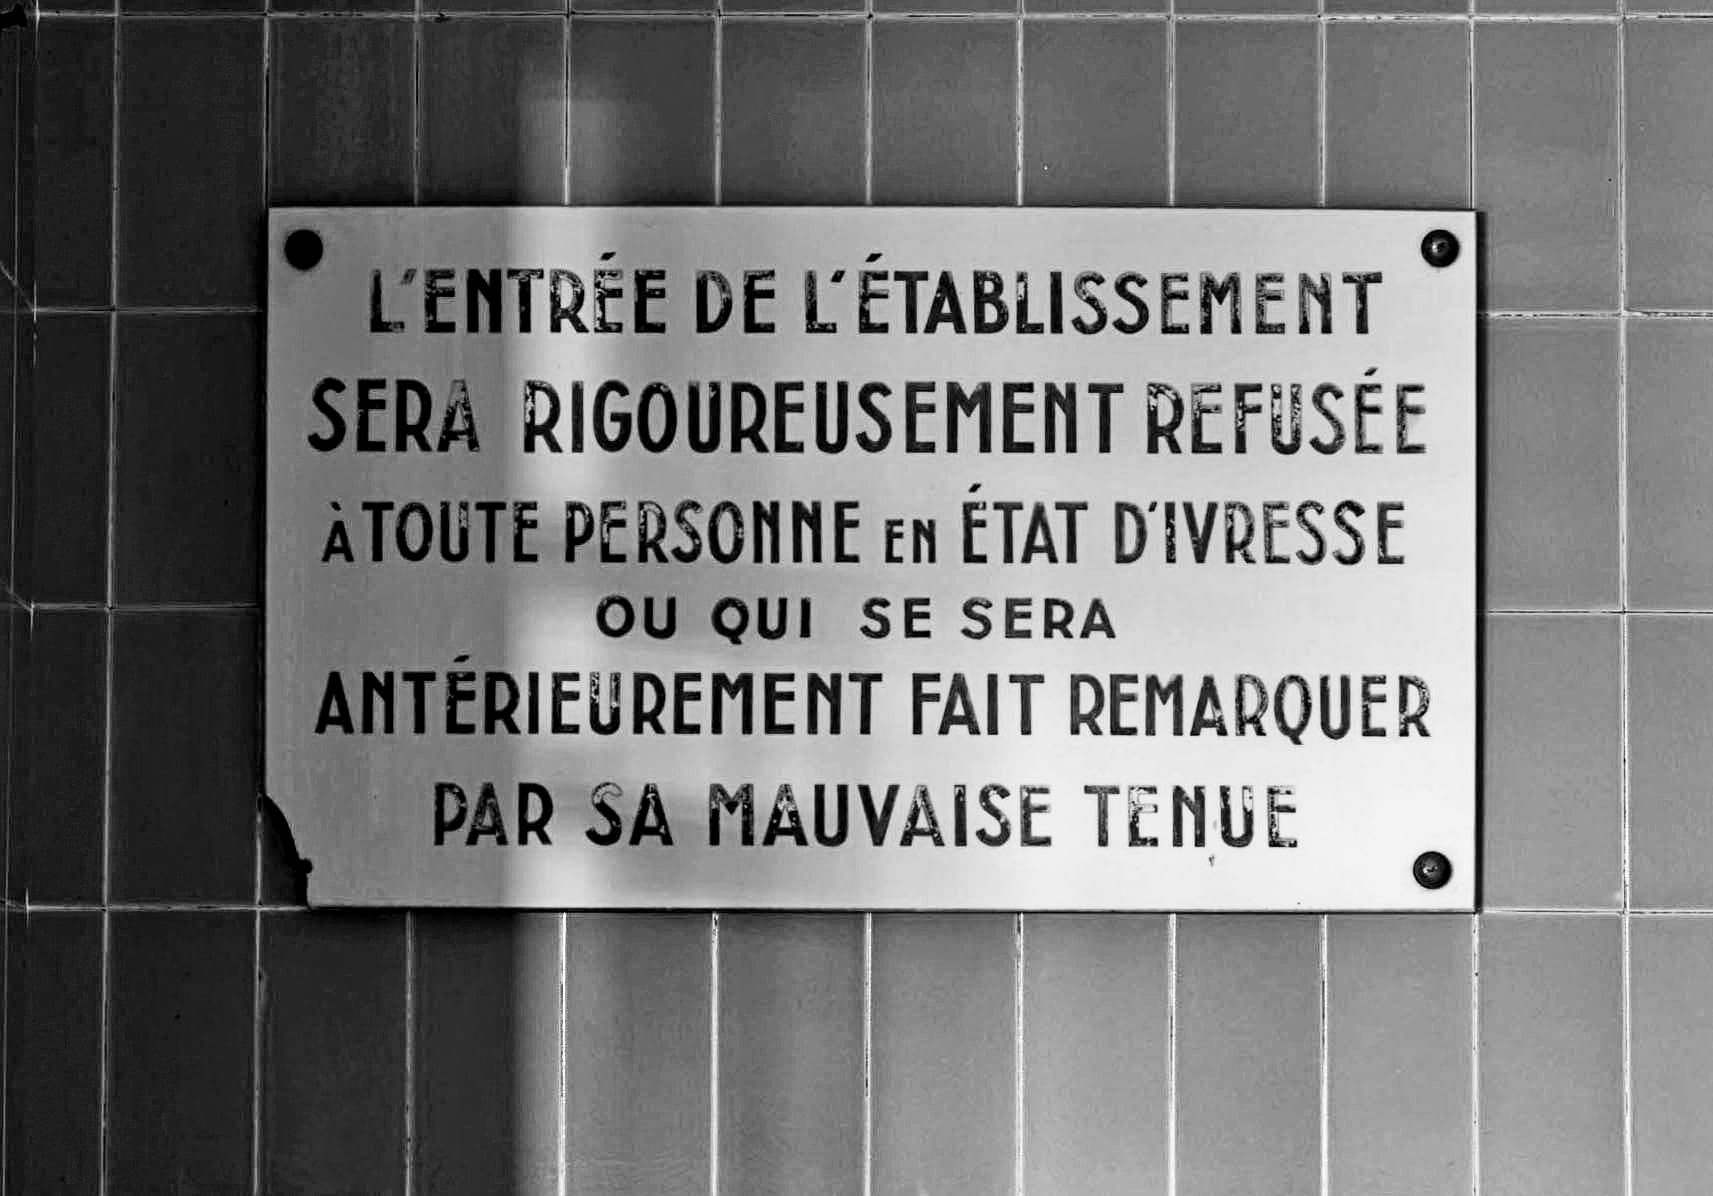 L'ENTRÉE DE L'ÉTABLISSEMENT
SERA RIGOUREUSEMENT REFUSÉE
À TOUTE PERSONNE EN ÉTAT D'IVRESSE
OU QUI SE SERA
ANTÉRIEUREMENT FAIT REMARQUER
PAR SA MAUVAISE TENUE